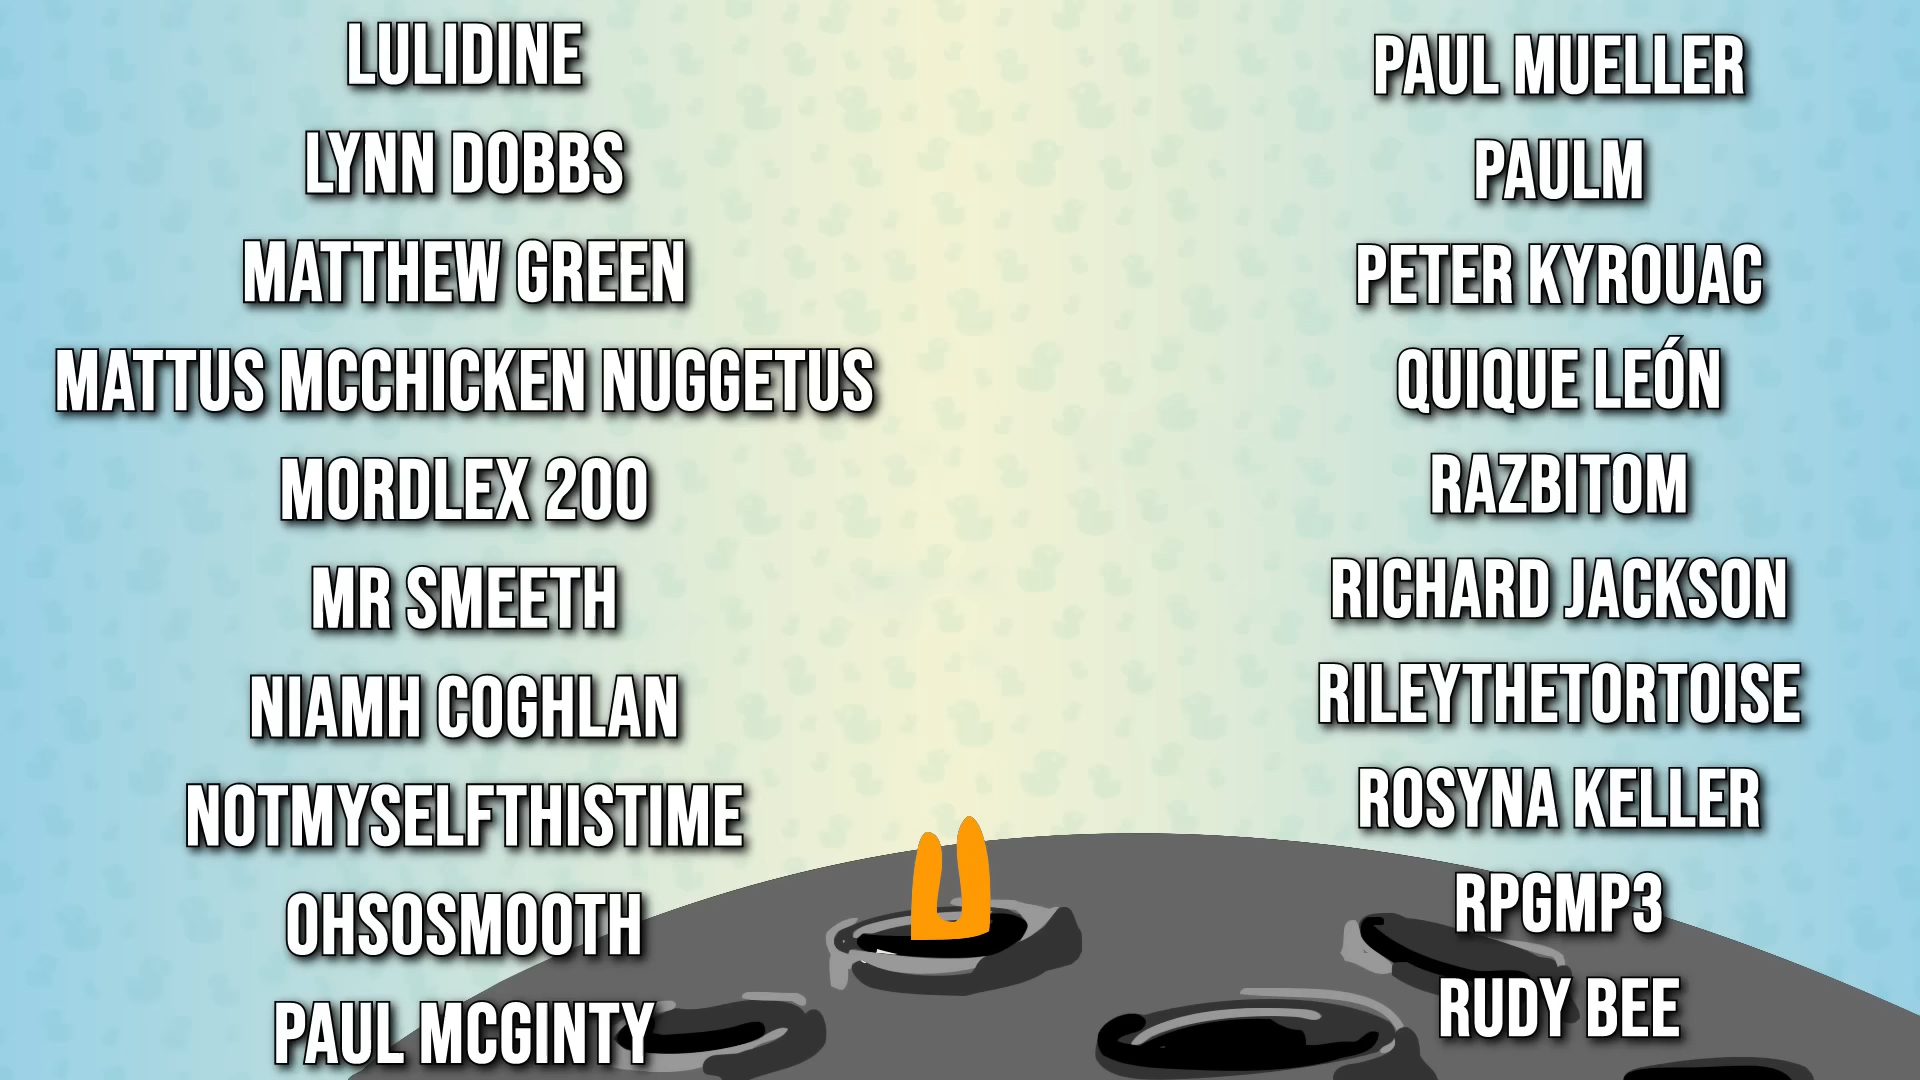 LULIDINE
LYNN DOBBS
MATTHEW GREEN
MATTUS MCCHICKEN NUGGETUS
MORDLEX 200
MR SMEETH
NIAMH COGHLAN
NOTMYSELFTHISTIME
OHSOSMOOTH
PAUL MCGINTY
PAUL MUELLER
PAULM
PETER KYROUAC
QUIQUE LEÓN
RAZBITOM
RICHARD JACKSON
RILEYTHETORTOISE
ROSYNA KELLER
RPGMP3
RUDY BEE